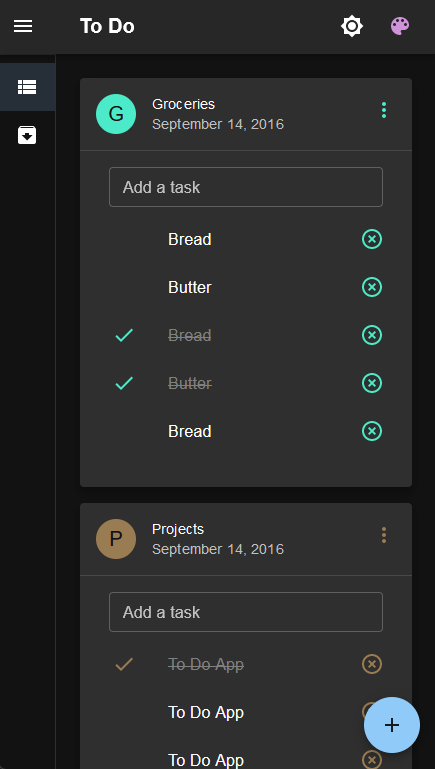 To Do
G
Groceries
September 14, 2016
Add a task
Bread
Butter
Bread
Butter
Bread
P
Projects
September 14, 2016
Add a task
To Do App
To Do App
To Do App